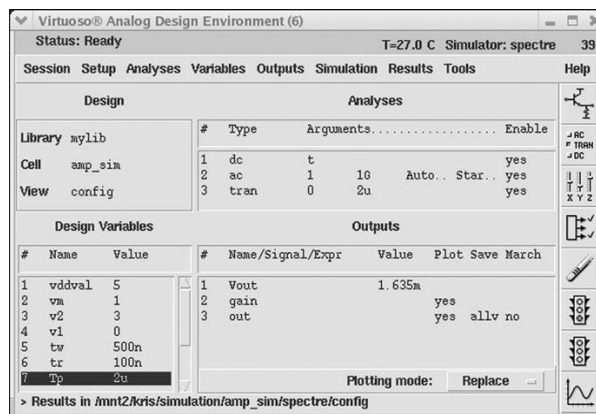 Virtuoso® Analog Design Environment (6)
Status: Ready T=27.0 C Simulator: spectre 39
Session Setup Analyses Variables Outputs Simulation Results Tools Help
Design
Library mylib
Cell amp_sim
View config
Analyses
# Type Arguments................... Enable
1 dc t yes
2 ac 1 1G Auto.. Star.. yes
3 tran 0 2u yes
AC
TRAN
DC
X Y Z
Design Variables
# Name Value
1 vddval 5
2 vm 1
3 v2 3
4 v1 0
5 tw 500n
6 tr 100n
7 Tp 2u
Outputs
# Name/Signal/Expr Value Plot Save March
1 Vout 1.635m
2 gain yes
3 out yes allv no
Plotting mode: Replace
> Results in /mnt2/kris/simulation/amp_sim/spectre/config